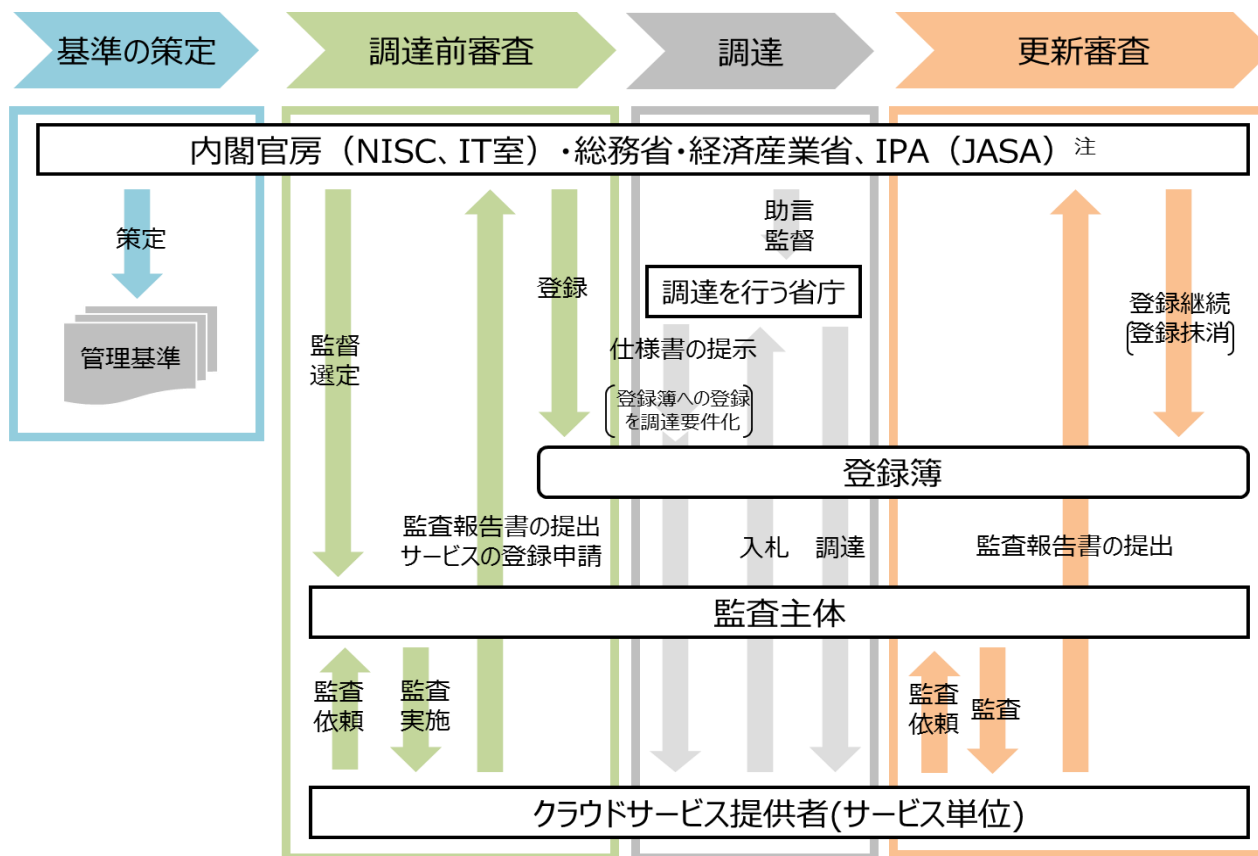 基準の策定
調達前審査
調達
更新審査
内閣官房（NISC、IT室）・総務省・経済産業省、IPA（JASA）注
策定
管理基準
監督
選定
登録
監査報告書の提出
サービスの登録申請
監査
依頼
監査
実施
助言
監督
調達を行う省庁
仕様書の提示
登録簿への登録
を調達要件化
入札
調達
登録継続
(登録抹消)
登録簿
監査報告書の提出
監査主体
監査
依頼
監査
クラウドサービス提供者(サービス単位)